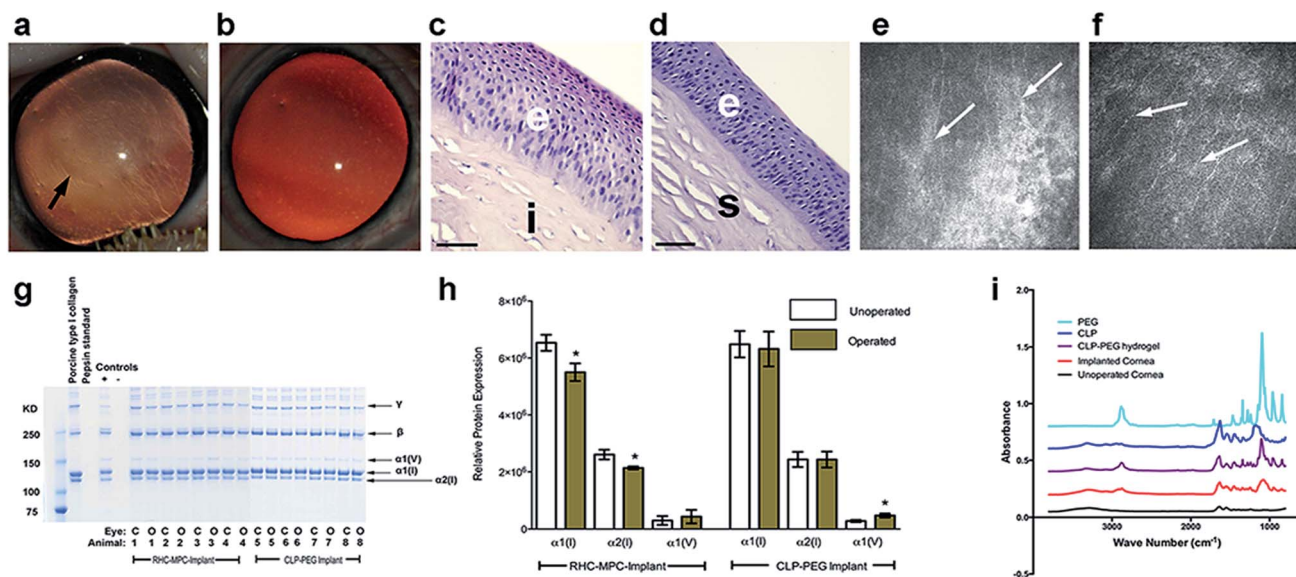 a
b
c
d
e
f
e
e
i
s
g
Porcine type I collagen
Pepsin standard
Controls
+ -
KD
250
150
100
75
γ
β
α1(V)
α1(I)
α2(I)
Eye: C O C O C O C O C O C O C O C O
Animal: 1 1 2 2 3 3 4 4 5 5 6 6 7 7 8 8
RHC-MPC-Implant
CLP-PEG Implant
h
Relative Protein Expression
8×10⁶
6×10⁶
4×10⁶
2×10⁶
0
Unoperated
Operated
*
*
*
α1(I) α2(I) α1(V) α1(I) α2(I) α1(V)
RHC-MPC-Implant CLP-PEG Implant
i
Absorbance
2.0
1.5
1.0
0.5
0.0
-0.5
PEG
CLP
CLP-PEG hydrogel
Implanted Cornea
Unoperated Cornea
3000 2000 1000
Wave Number (cm⁻¹)